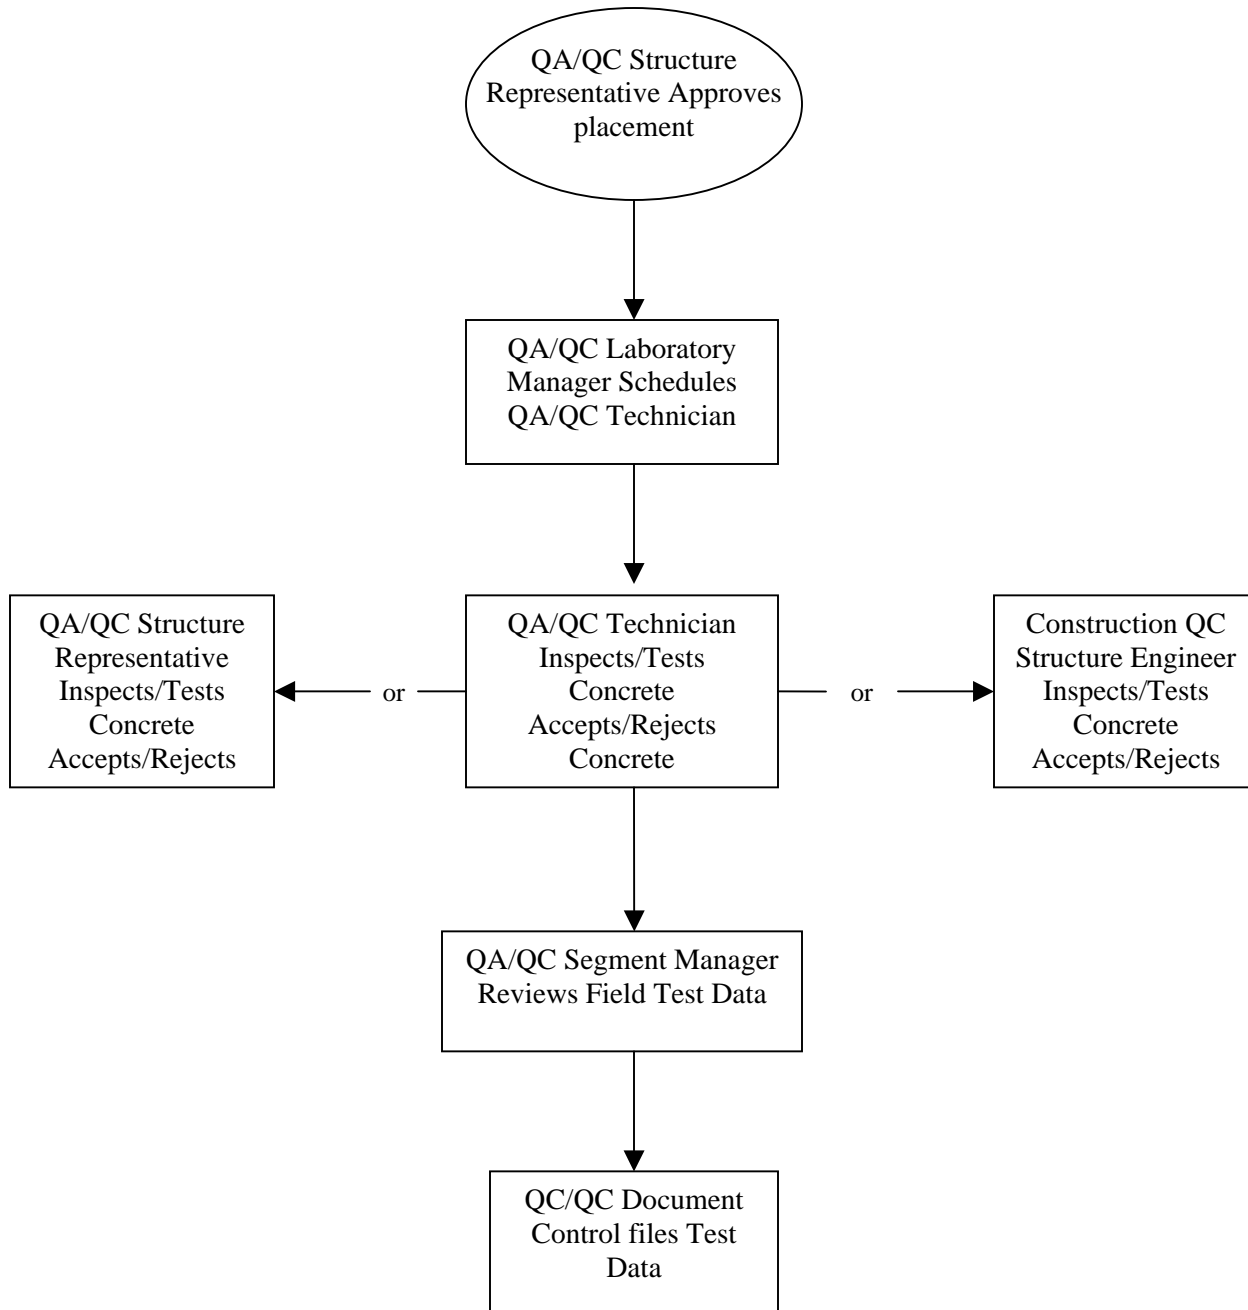 QA/QC Structure
Representative Approves
placement
QA/QC Laboratory
Manager Schedules
QA/QC Technician
QA/QC Structure
Representative
Inspects/Tests
Concrete
Accepts/Rejects
or
QA/QC Technician
Inspects/Tests
Concrete
Accepts/Rejects
Concrete
or
Construction QC
Structure Engineer
Inspects/Tests
Concrete
Accepts/Rejects
QA/QC Segment Manager
Reviews Field Test Data
QC/QC Document
Control files Test
Data